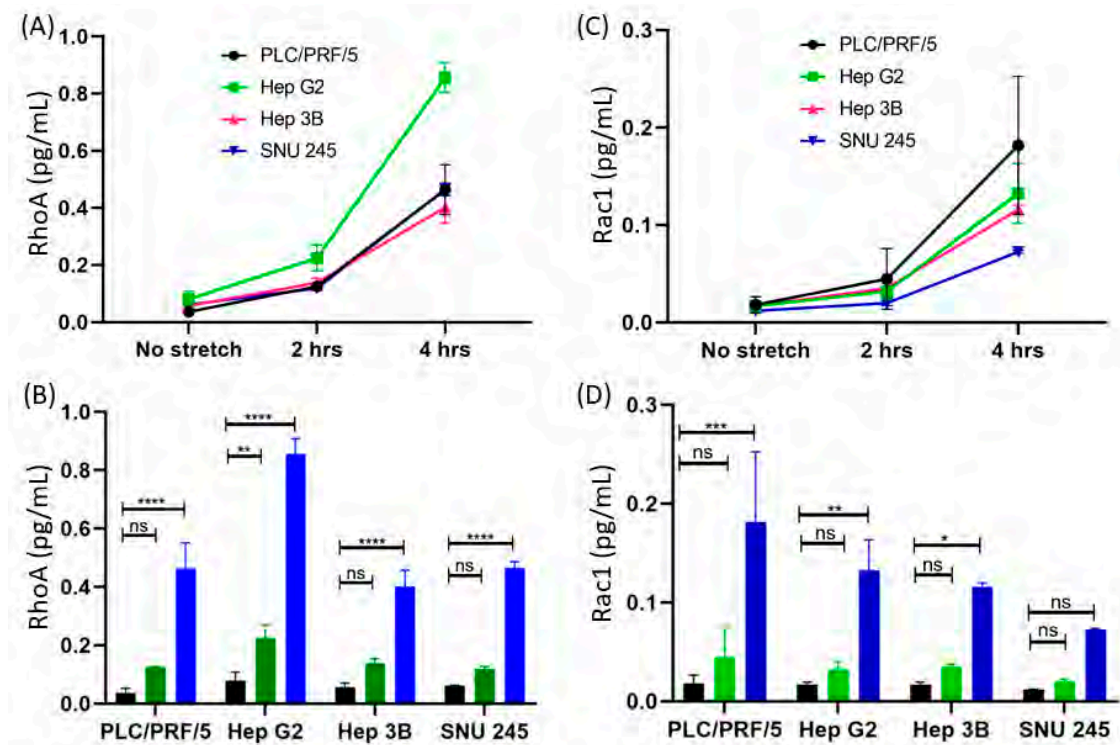 (A)
RhoA (pg/mL)
1.0
0.8
0.6
0.4
0.2
0.0
PLC/PRF/5
Hep G2
Hep 3B
SNU 245
No stretch 2 hrs 4 hrs
(C)
Rac1 (pg/mL)
0.3
0.2
0.1
0.0
PLC/PRF/5
Hep G2
Hep 3B
SNU 245
No stretch 2 hrs 4 hrs
(B)
RhoA (pg/mL)
1.0
0.8
0.6
0.4
0.2
0.0
****
ns
****
**
****
ns
****
ns
PLC/PRF/5 Hep G2 Hep 3B SNU 245
(D)
Rac1 (pg/mL)
0.3
0.2
0.1
0.0
***
ns
**
ns
*
ns
ns
ns
PLC/PRF/5 Hep G2 Hep 3B SNU 245